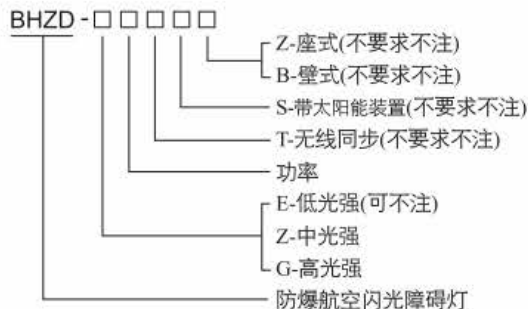 BHZD-□□□□□
Z-座式(不要求不注)
B-壁式(不要求不注)
S-带太阳能装置(不要求不注)
T-无线同步(不要求不注)
功率
E-低光强(可不注)
Z-中光强
G-高光强
防爆航空闪光障碍灯